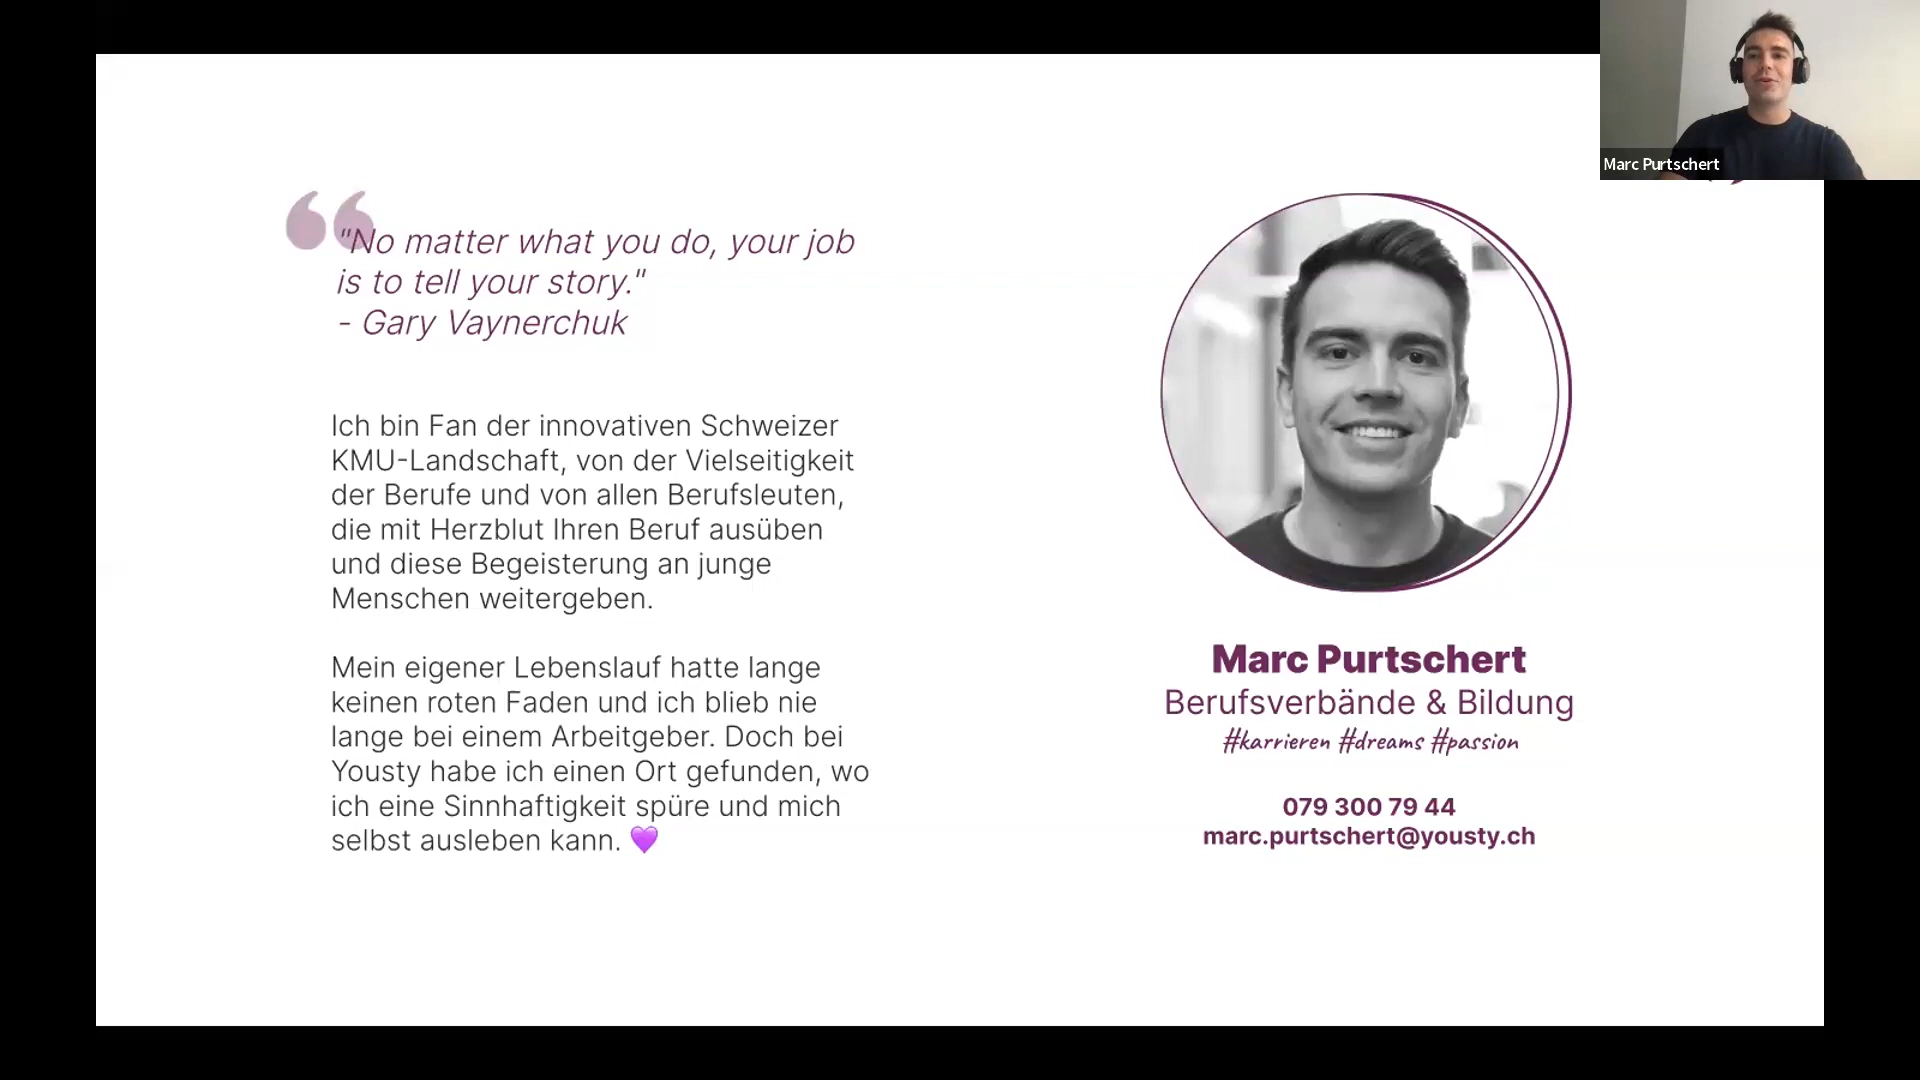 "No matter what you do, your job
is to tell your story."
- Gary Vaynerchuk
Ich bin Fan der innovativen Schweizer
KMU-Landschaft, von der Vielseitigkeit
der Berufe und von allen Berufsleuten,
die mit Herzblut Ihren Beruf ausüben
und diese Begeisterung an junge
Menschen weitergeben.
Mein eigener Lebenslauf hatte lange
keinen roten Faden und ich blieb nie
lange bei einem Arbeitgeber. Doch bei
Yousty habe ich einen Ort gefunden, wo
ich eine Sinnhaftigkeit spüre und mich
selbst ausleben kann. 💜
Marc Purtschert
Berufsverbände & Bildung
#karrieren #dreams #passion
079 300 79 44
marc.purtschert@yousty.ch
Marc Purtschert